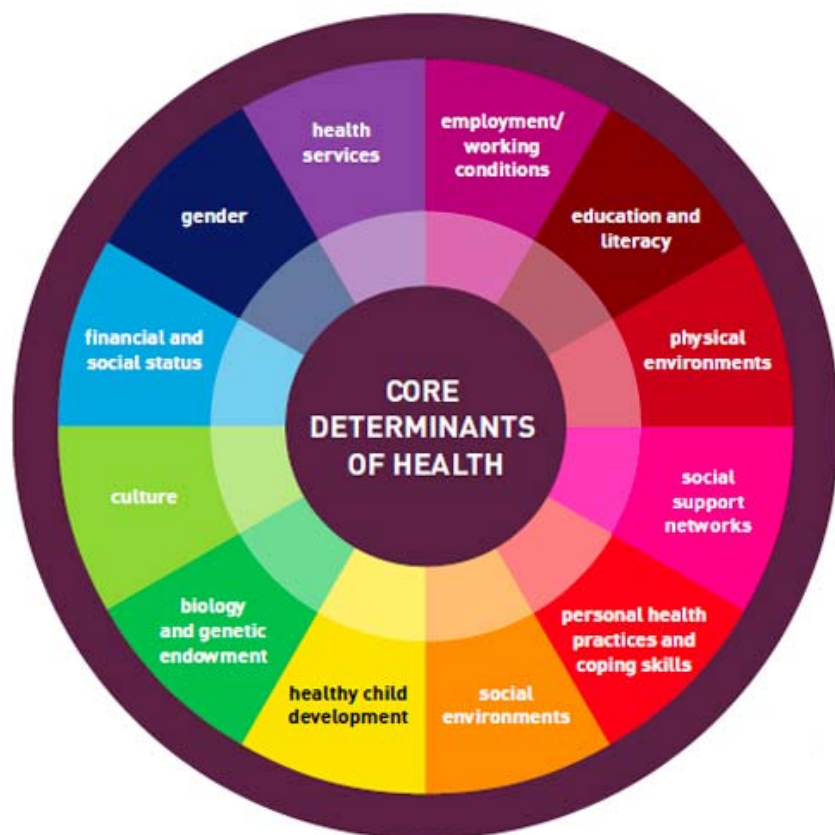 CORE
DETERMINANTS
OF HEALTH
employment/
working
conditions
education and
literacy
physical
environments
social
support
networks
personal health
practices and
coping skills
social
environments
healthy child
development
biology
and genetic
endowment
culture
financial and
social status
gender
health
services